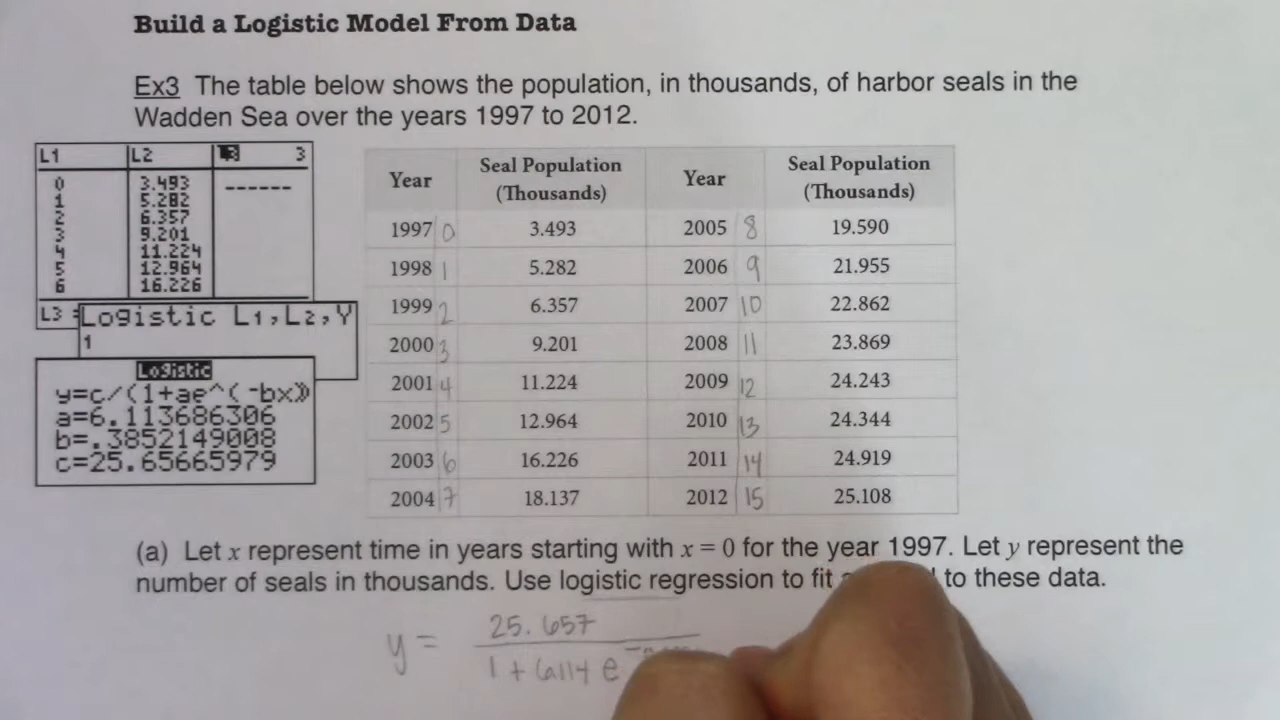 Build a Logistic Model From Data
Ex3 The table below shows the population, in thousands, of harbor seals in the
Wadden Sea over the years 1997 to 2012.
L1 L2 3
0 3.493 ------
1 5.282
2 6.357
3 9.201
4 11.224
5 12.964
6 16.226
L3 =
Logistic L1,L2,Y
1
Logistic
y=c/(1+ae^(-bx))
a=6.113686306
b=.3852149008
c=25.65665979
Year Seal Population (Thousands) Year Seal Population (Thousands)
1997 0 3.493 2005 8 19.590
1998 1 5.282 2006 9 21.955
1999 2 6.357 2007 10 22.862
2000 3 9.201 2008 11 23.869
2001 4 11.224 2009 12 24.243
2002 5 12.964 2010 13 24.344
2003 6 16.226 2011 14 24.919
2004 7 18.137 2012 15 25.108
(a) Let x represent time in years starting with x = 0 for the year 1997. Let y represent the
number of seals in thousands. Use logistic regression to fit to these data.
y = 25.657
1 + 6.114 e